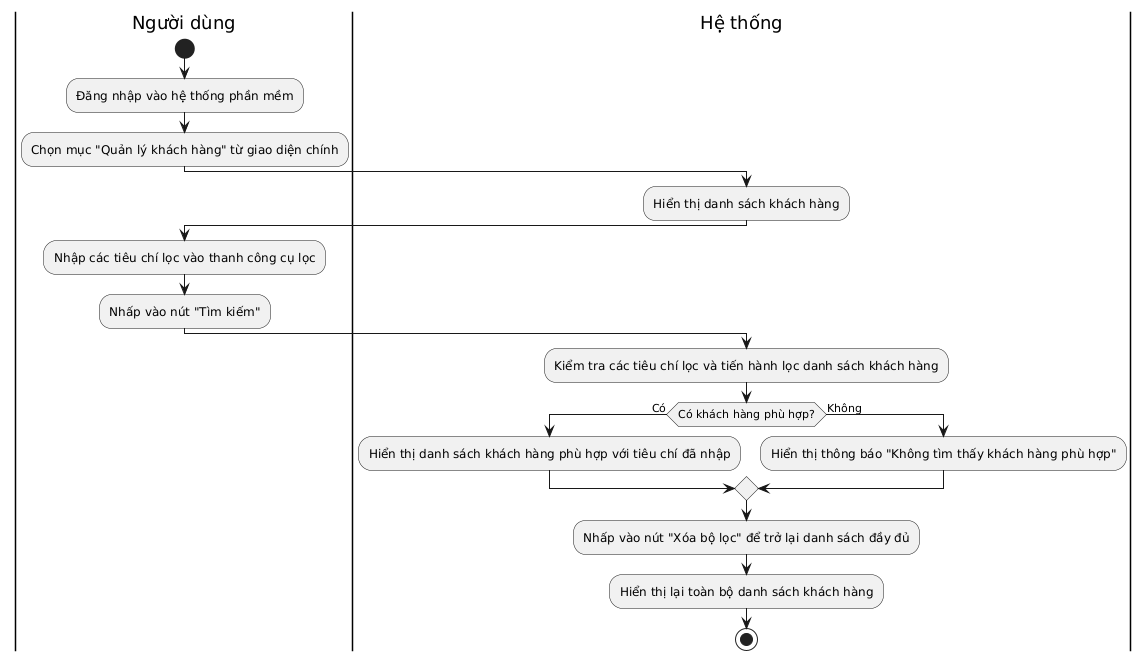 Người dùng
Hệ thống
Đăng nhập vào hệ thống phần mềm
Chọn mục "Quản lý khách hàng" từ giao diện chính
Hiển thị danh sách khách hàng
Nhập các tiêu chí lọc vào thanh công cụ lọc
Nhấp vào nút "Tìm kiếm"
Kiểm tra các tiêu chí lọc và tiến hành lọc danh sách khách hàng
Có
Có khách hàng phù hợp?
Không
Hiển thị danh sách khách hàng phù hợp với tiêu chí đã nhập
Hiển thị thông báo "Không tìm thấy khách hàng phù hợp"
Nhấp vào nút "Xóa bộ lọc" để trở lại danh sách đầy đủ
Hiển thị lại toàn bộ danh sách khách hàng